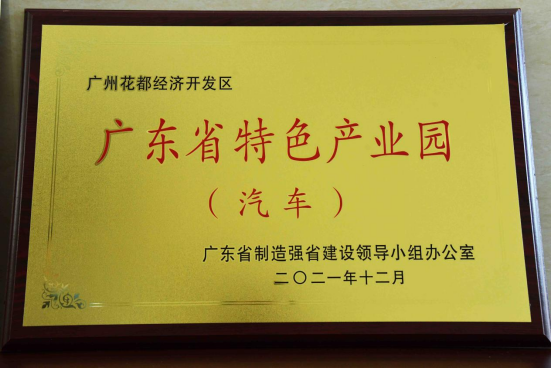 广州花都经济开发区
广东省特色产业园
（汽车）
广东省制造强省建设领导小组办公室
二〇二一年十二月